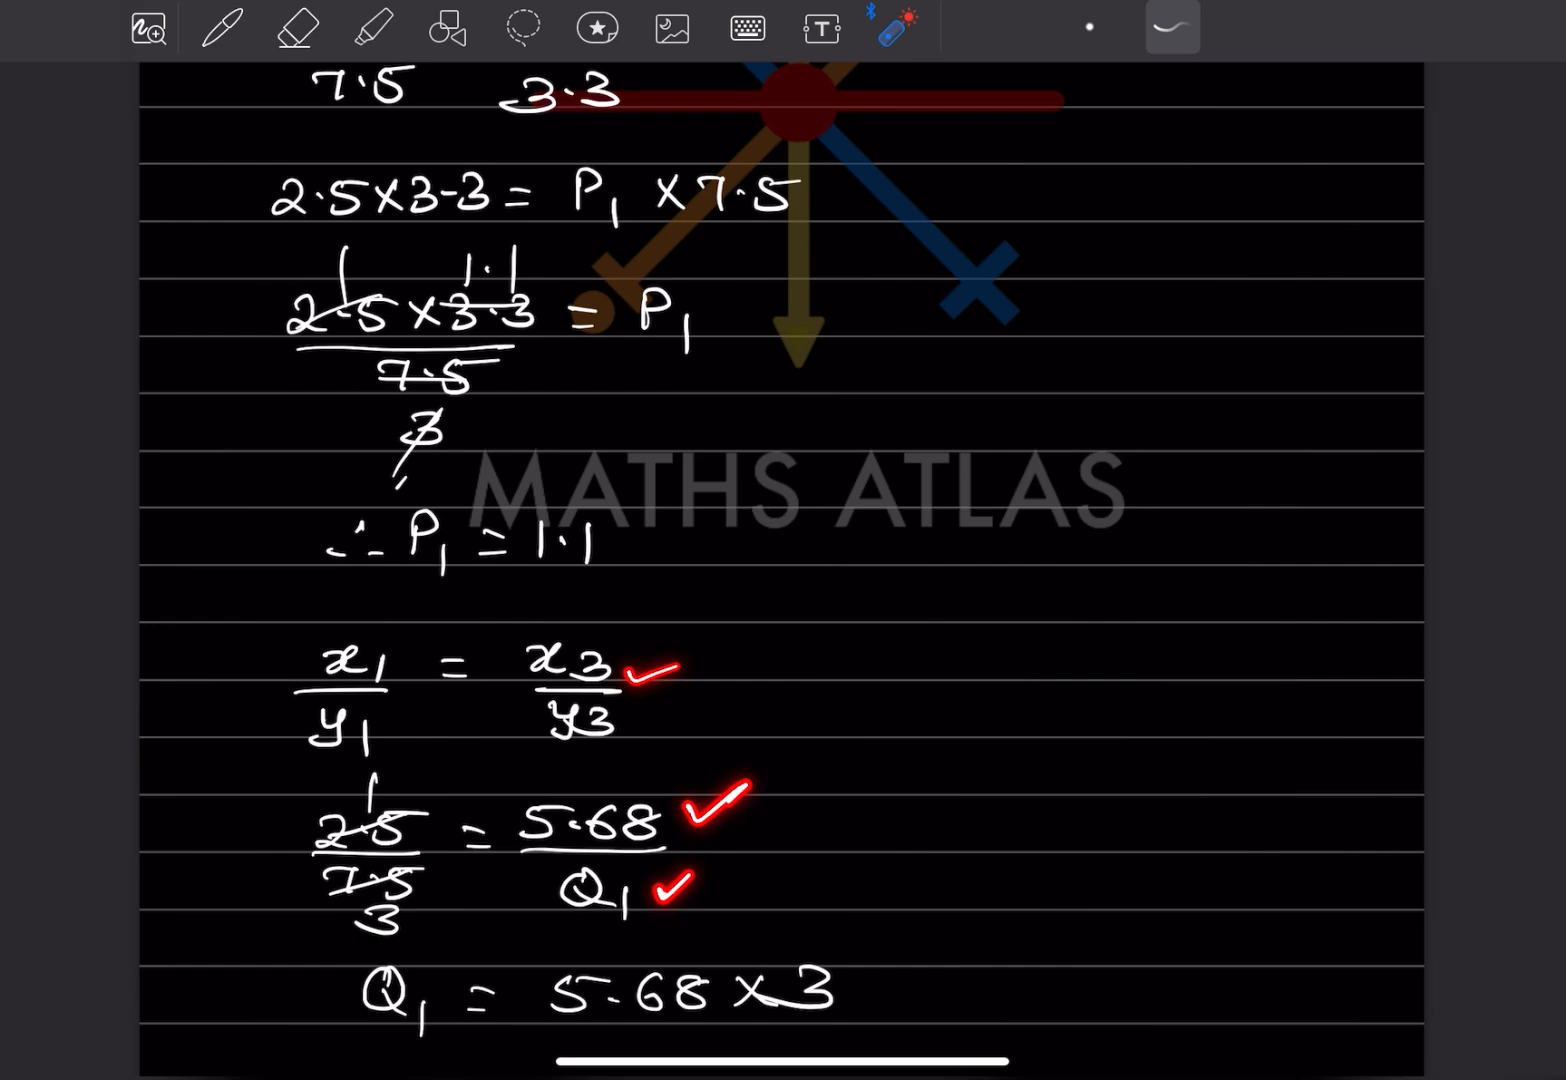 7.5 3.3
2.5×3-3 = P₁ ×7.5
1 1.1
2.5×3.3 = P₁
7.5
3
MATHS ATLAS
∴ P₁ = 1.1
x₁ = x3
y₁ y3
1
2.5 = 5.68
7.5 Q₁
3
Q₁ = 5.68×3
T